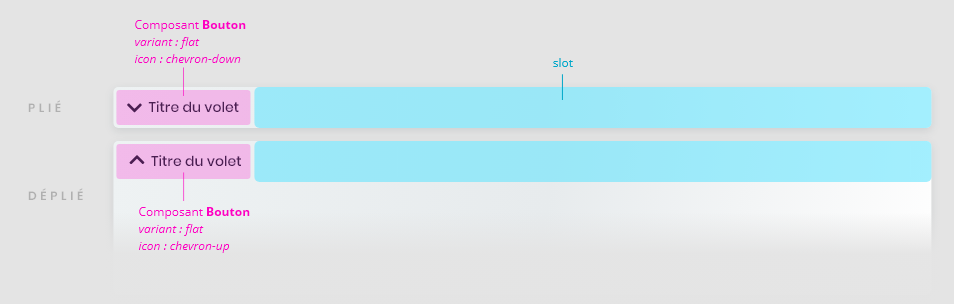 Composant Bouton
variant : flat
icon : chevron-down
slot
PLIÉ
Titre du volet
Titre du volet
DÉPLIÉ
Composant Bouton
variant : flat
icon : chevron-up